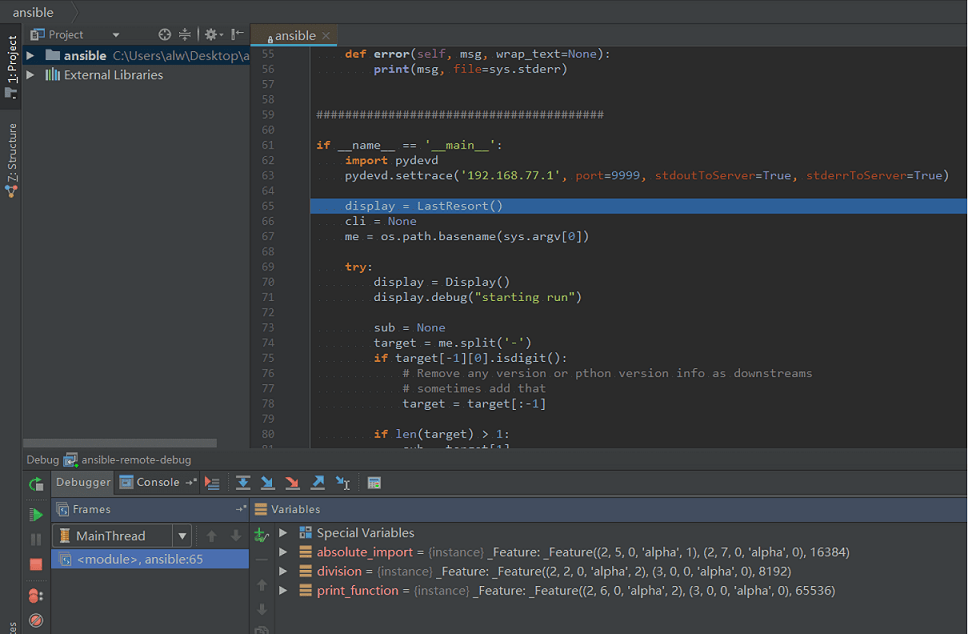 ansible
Project
ansible
1: Project
ansible C:\Users\alw\Desktop\a
External Libraries
Z: Structure
55 def error(self, msg, wrap_text=None):
56 print(msg, file=sys.stderr)
57
58
59 ########################################
60
61 if __name__ == '__main__':
62 import pydevd
63 pydevd.settrace('192.168.77.1', port=9999, stdoutToServer=True, stderrToServer=True)
64
65 display = LastResort()
66 cli = None
67 me = os.path.basename(sys.argv[0])
68
69 try:
70 display = Display()
71 display.debug("starting run")
72
73 sub = None
74 target = me.split('-')
75 if target[-1][0].isdigit():
76 # Remove any version or pthon version info as downstreams
77 # sometimes add that
78 target = target[:-1]
79
80 if len(target) > 1:
Debug ansible-remote-debug
Debugger Console
Frames Variables
MainThread
<module>, ansible:65
Special Variables
absolute_import = {instance} _Feature: _Feature((2, 5, 0, 'alpha', 1), (2, 7, 0, 'alpha', 0), 16384)
division = {instance} _Feature: _Feature((2, 2, 0, 'alpha', 2), (3, 0, 0, 'alpha', 0), 8192)
print_function = {instance} _Feature: _Feature((2, 6, 0, 'alpha', 2), (3, 0, 0, 'alpha', 0), 65536)